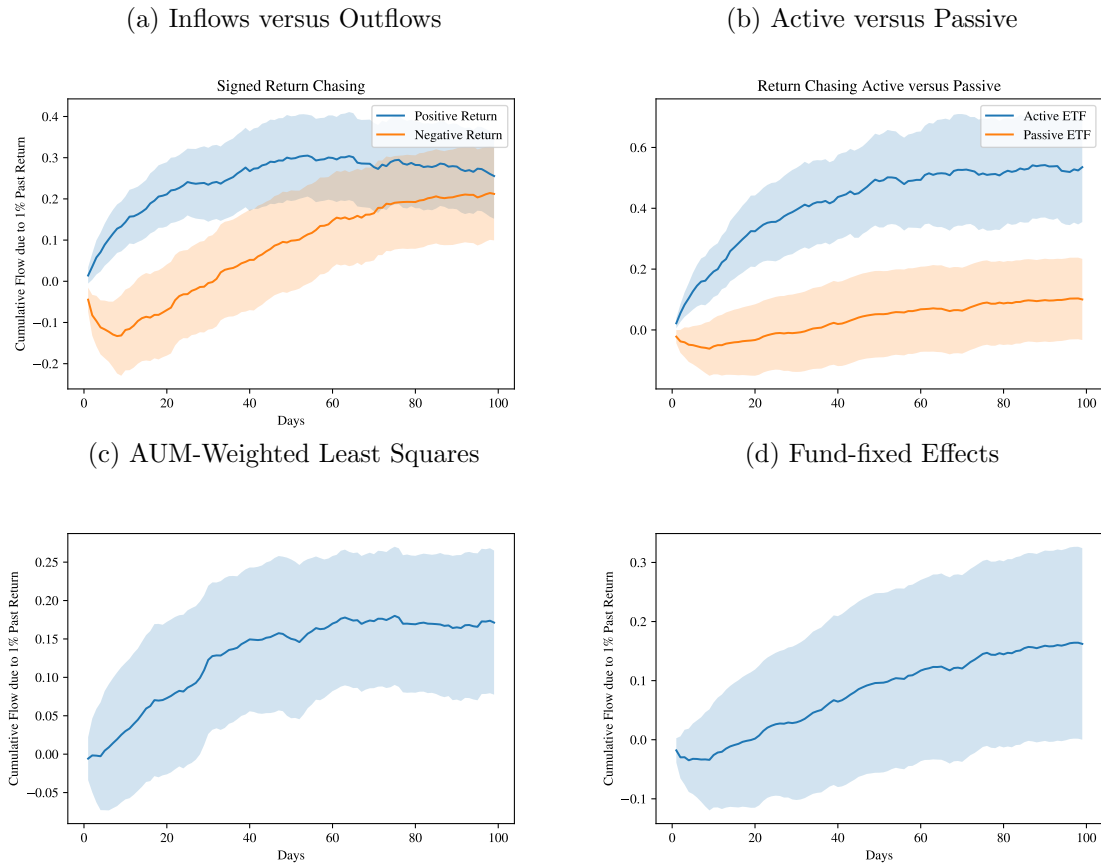 (a) Inflows versus Outflows
Signed Return Chasing
Positive Return
Negative Return
Cumulative Flow due to 1% Past Return
0.4
0.3
0.2
0.1
0.0
−0.1
−0.2
0 20 40 60 80 100
Days
(b) Active versus Passive
Return Chasing Active versus Passive
Active ETF
Passive ETF
0.6
0.4
0.2
0.0
0 20 40 60 80 100
Days
(c) AUM-Weighted Least Squares
Cumulative Flow due to 1% Past Return
0.25
0.20
0.15
0.10
0.05
0.00
−0.05
0 20 40 60 80 100
Days
(d) Fund-fixed Effects
Cumulative Flow due to 1% Past Return
0.3
0.2
0.1
0.0
−0.1
0 20 40 60 80 100
Days